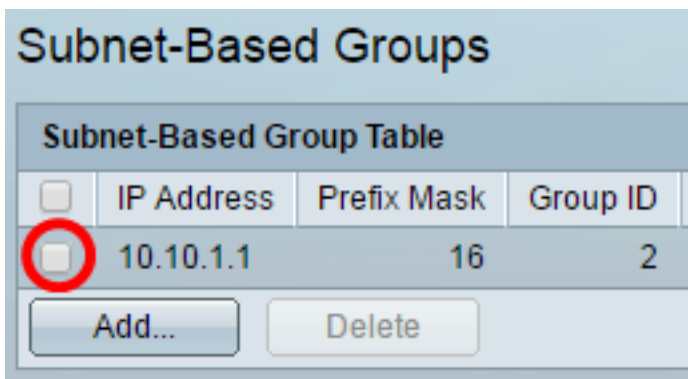 Subnet-Based Groups
Subnet-Based Group Table
IP Address Prefix Mask Group ID
10.10.1.1 16 2
Add... Delete